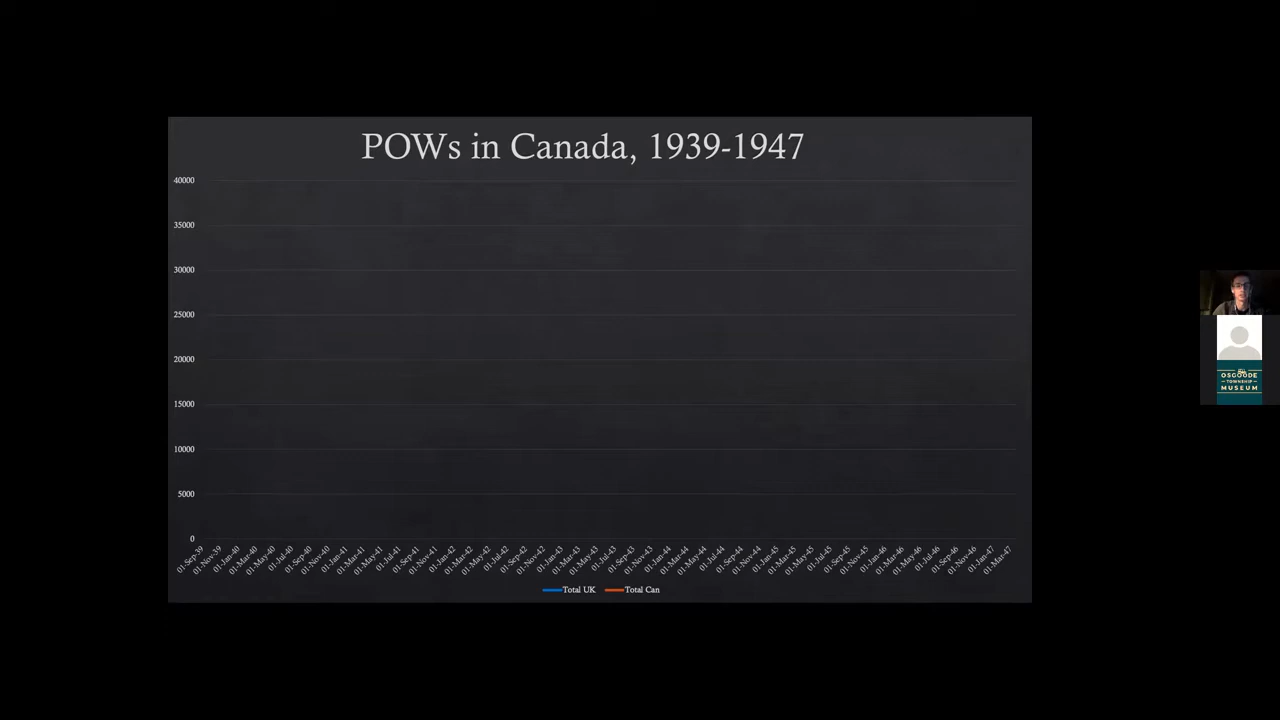 POWs in Canada, 1939-1947
40000
35000
30000
25000
20000
15000
10000
5000
0
01-Sep-39
01-Nov-39
01-Jan-40
01-Mar-40
01-May-40
01-Jul-40
01-Sep-40
01-Nov-40
01-Jan-41
01-Mar-41
01-May-41
01-Jul-41
01-Sep-41
01-Nov-41
01-Jan-42
01-Mar-42
01-May-42
01-Jul-42
01-Sep-42
01-Nov-42
01-Jan-43
01-Mar-43
01-May-43
01-Jul-43
01-Sep-43
01-Nov-43
01-Jan-44
01-Mar-44
01-May-44
01-Jul-44
01-Sep-44
01-Nov-44
01-Jan-45
01-Mar-45
01-May-45
01-Jul-45
01-Sep-45
01-Nov-45
01-Jan-46
01-Mar-46
01-May-46
01-Jul-46
01-Sep-46
01-Nov-46
01-Jan-47
01-Mar-47
Total UK
Total Can
OSGOODE
TOWNSHIP
MUSEUM